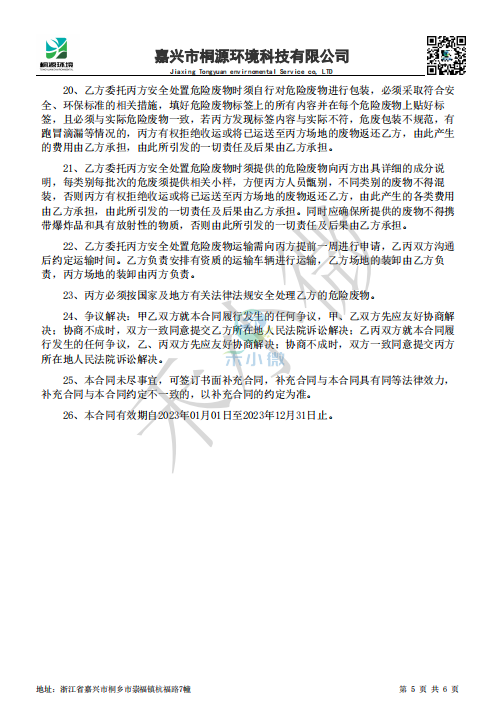 桐源环境
嘉兴市桐源环境科技有限公司
Jiaxing Tongyuan envirnomental Service co, LTD
20、乙方委托丙方安全处置危险废物时须自行对危险废物进行包装，必须采取符合安
全、环保标准的相关措施，填好危险废物标签上的所有内容并在每个危险废物上贴好标
签，且必须与实际危险废物一致，若丙方发现标签内容与实际不符，危废包装不规范，有
跑冒滴漏等情况的，丙方有权拒绝收运或将已运送至丙方场地的废物返还乙方，由此产生
的费用由乙方承担，由此所引发的一切责任及后果由乙方承担。
21、乙方委托丙方安全处置危险废物时须提供的危险废物向丙方出具详细的成分说
明，每类别每批次的危废须提供相关小样，方便丙方人员甄别，不同类别的废物不得混
装，否则丙方有权拒绝收运或将已运送至丙方场地的废物返还乙方，由此产生的各类费用
由乙方承担，由此所引发的一切责任及后果由乙方承担。同时应确保所提供的废物不得携
带爆炸品和具有放射性的物质，否则由此所引发的一切责任及后果由乙方承担。
22、乙方委托丙方安全处置危险废物运输需向丙方提前一周进行申请，乙丙双方沟通
后约定运输时间。乙方负责安排有资质的运输车辆进行运输，乙方场地的装卸由乙方负
责，丙方场地的装卸由丙方负责。
23、丙方必须按国家及地方有关法律法规安全处理乙方的危险废物。
24、争议解决：甲乙双方就本合同履行发生的任何争议，甲、乙双方先应友好协商解
决；协商不成时，双方一致同意提交乙方所在地人民法院诉讼解决；乙丙双方就本合同履
行发生的任何争议，乙、丙双方先应友好协商解决；协商不成时，双方一致同意提交丙方
所在地人民法院诉讼解决。
25、本合同未尽事宜，可签订书面补充合同，补充合同与本合同具有同等法律效力，
补充合同与本合同约定不一致的，以补充合同的约定为准。
26、本合同有效期自2023年01月01日至2023年12月31日止。
禾小微
禾小微
地址：浙江省嘉兴市桐乡市崇福镇杭福路7幢
第 5 页 共 6 页